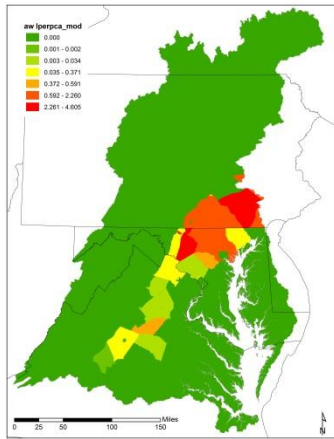 aw lperpca_mod
0.000
0.001 - 0.002
0.003 - 0.034
0.035 - 0.371
0.372 - 0.591
0.592 - 2.260
2.261 - 4.605
0 25 50 100 150
Miles
N